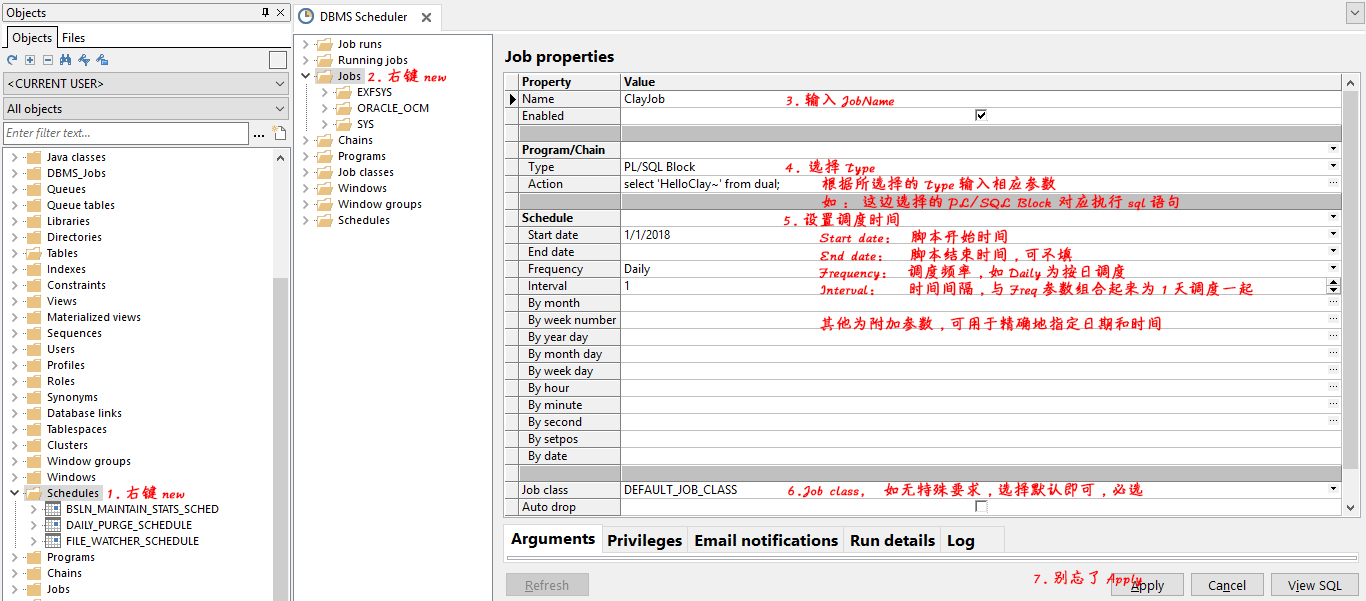 Objects
Objects Files
<CURRENT USER>
All objects
Enter filter text... ...
Java classes
DBMS_Jobs
Queues
Queue tables
Libraries
Directories
Tables
Indexes
Constraints
Views
Materialized views
Sequences
Users
Profiles
Roles
Synonyms
Database links
Tablespaces
Clusters
Window groups
Windows
Schedules 1. 右键 new
BSLN_MAINTAIN_STATS_SCHED
DAILY_PURGE_SCHEDULE
FILE_WATCHER_SCHEDULE
Programs
Chains
Jobs
DBMS Scheduler
Job runs
Running jobs
Jobs 2. 右键 new
EXFSYS
ORACLE_OCM
SYS
Chains
Programs
Job classes
Windows
Window groups
Schedules
Job properties
Property Value
Name ClayJob 3. 输入 JobName
Enabled
Program/Chain
Type PL/SQL Block 4. 选择 Type
Action select 'HelloClay~' from dual; 根据所选择的 Type 输入相应参数
如： 这边选择的 PL/SQL Block 对应执行 sql 语句
Schedule 5. 设置调度时间
Start date 1/1/2018 Start date： 脚本开始时间
End date End date： 脚本结束时间，可不填
Frequency Daily Frequency： 调度频率，如 Daily 为按日调度
Interval 1 Interval： 时间间隔，与 Freq 参数组合起来为 1 天调度一起
By month
By week number 其他为附加参数，可用于精确地指定日期和时间
By year day
By month day
By week day
By hour
By minute
By second
By setpos
By date
Job class DEFAULT_JOB_CLASS 6.Job class， 如无特殊要求，选择默认即可，必选
Auto drop
Arguments Privileges Email notifications Run details Log
7. 别忘了 Apply
Refresh Apply Cancel View SQL